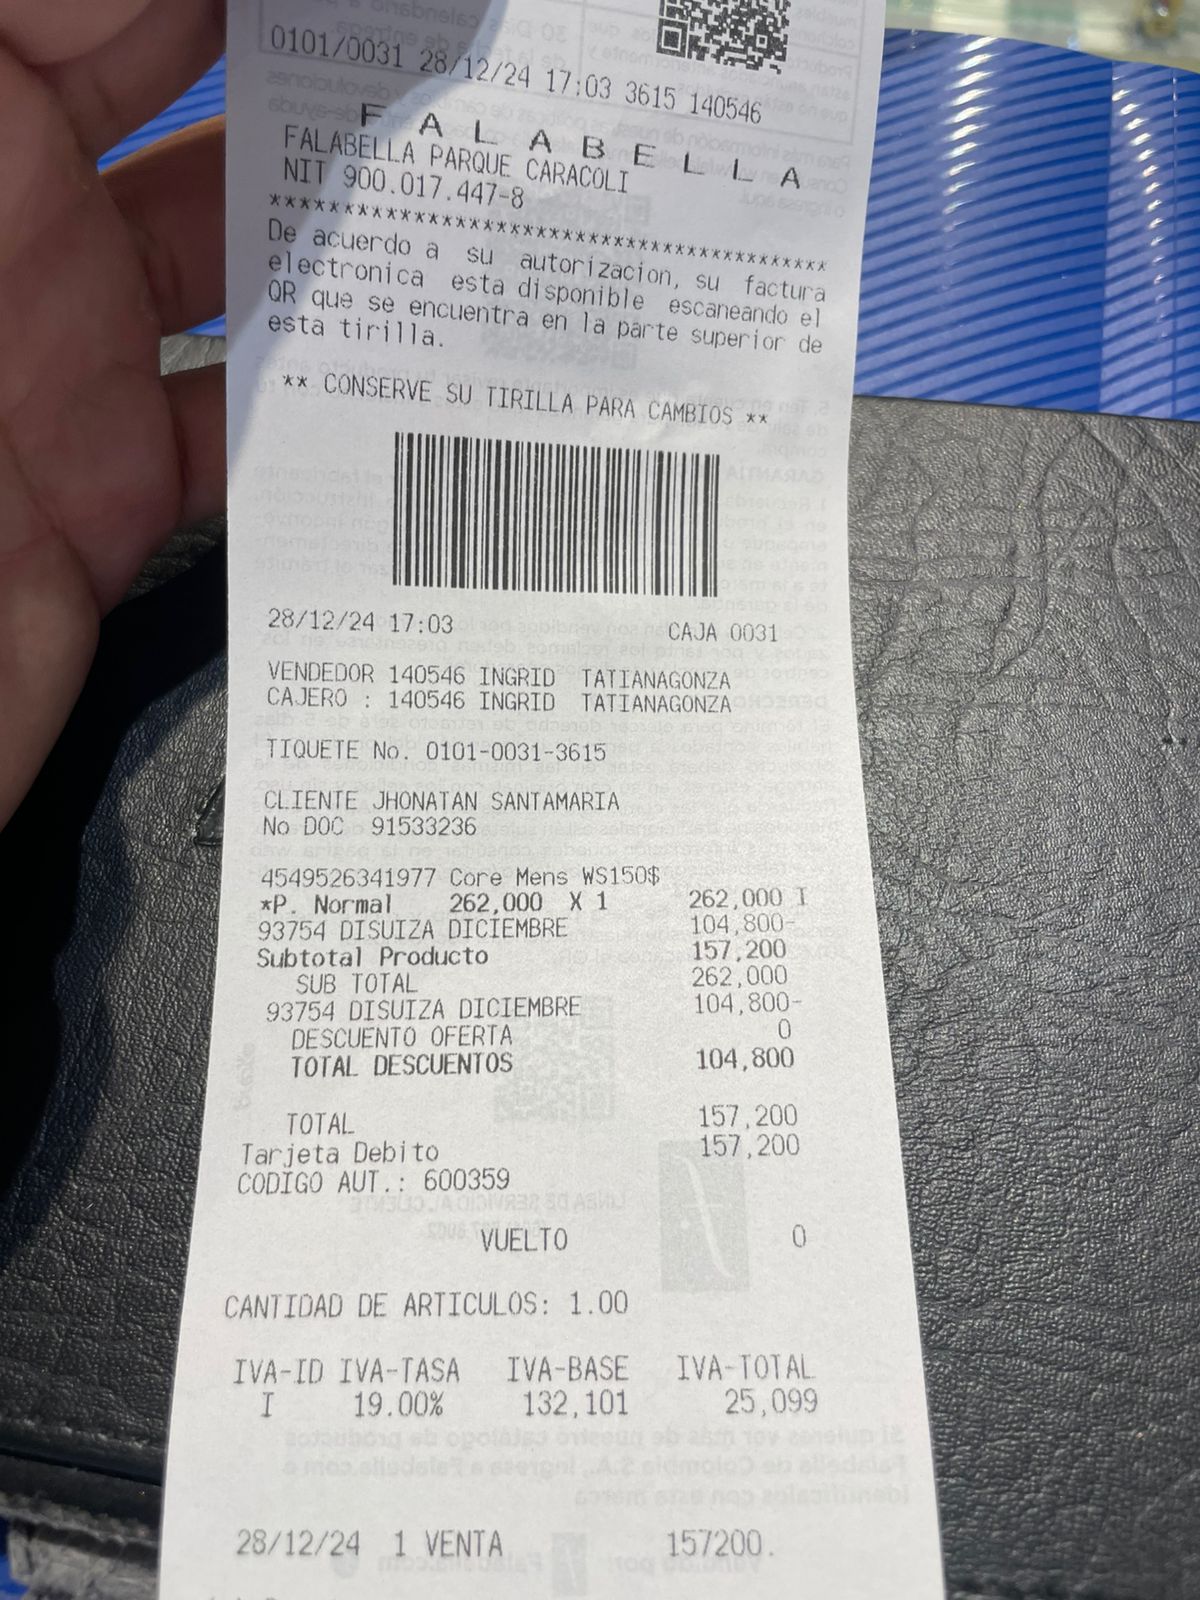 0101/0031 28/12/24 17:03 3615 140546
F A L A B E L L A
FALABELLA PARQUE CARACOLI
NIT 900.017.447-8
******************************************
De acuerdo a su autorizacion, su factura
electronica esta disponible escaneando el
QR que se encuentra en la parte superior de
esta tirilla.
** CONSERVE SU TIRILLA PARA CAMBIOS **
28/12/24 17:03 CAJA 0031
VENDEDOR 140546 INGRID TATIANAGONZA
CAJERO : 140546 INGRID TATIANAGONZA
TIQUETE No. 0101-0031-3615
CLIENTE JHONATAN SANTAMARIA
No DOC 91533236
4549526341977 Core Mens WS150$
*P. Normal 262,000 X 1 262,000 I
93754 DISUIZA DICIEMBRE 104,800-
Subtotal Producto 157,200
SUB TOTAL 262,000
93754 DISUIZA DICIEMBRE 104,800-
DESCUENTO OFERTA 0
TOTAL DESCUENTOS 104,800
TOTAL 157,200
Tarjeta Debito 157,200
CODIGO AUT.: 600359
VUELTO 0
CANTIDAD DE ARTICULOS: 1.00
IVA-ID IVA-TASA IVA-BASE IVA-TOTAL
I 19.00% 132,101 25,099
28/12/24 1 VENTA 157200.